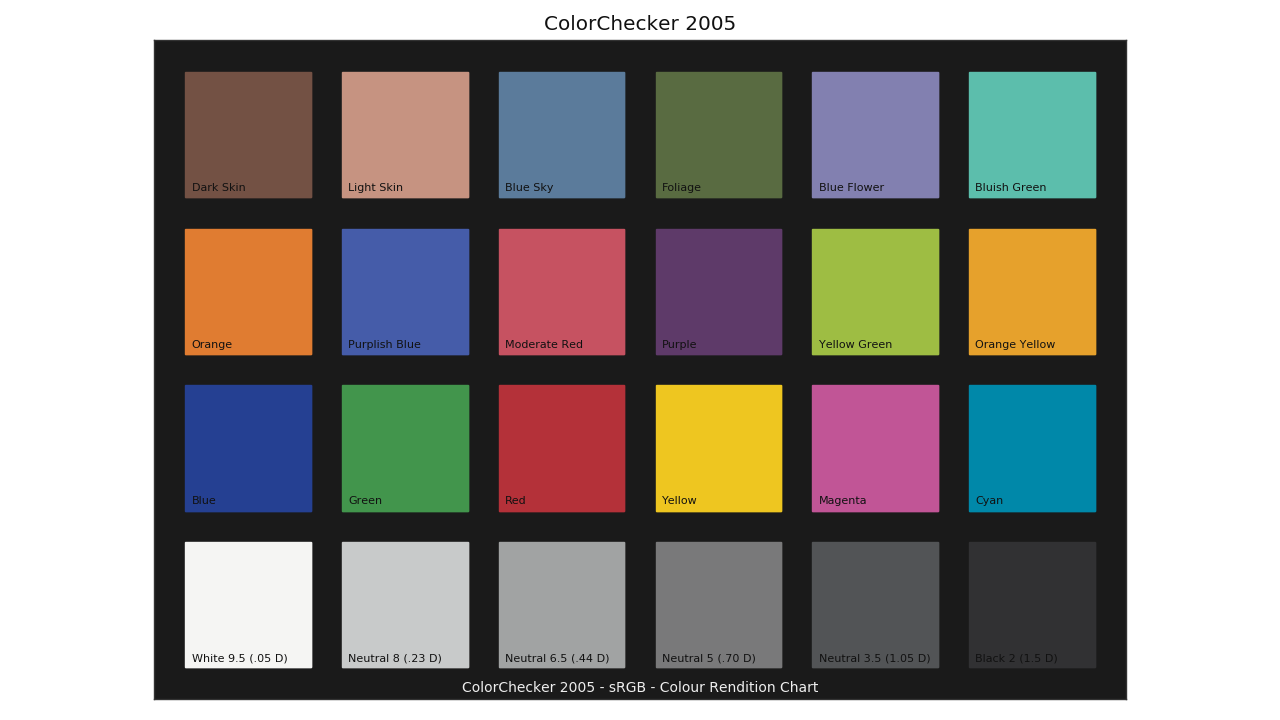 ColorChecker 2005
Dark Skin
Light Skin
Blue Sky
Foliage
Blue Flower
Bluish Green
Orange
Purplish Blue
Moderate Red
Purple
Yellow Green
Orange Yellow
Blue
Green
Red
Yellow
Magenta
Cyan
White 9.5 (.05 D)
Neutral 8 (.23 D)
Neutral 6.5 (.44 D)
Neutral 5 (.70 D)
Neutral 3.5 (1.05 D)
Black 2 (1.5 D)
ColorChecker 2005 - sRGB - Colour Rendition Chart